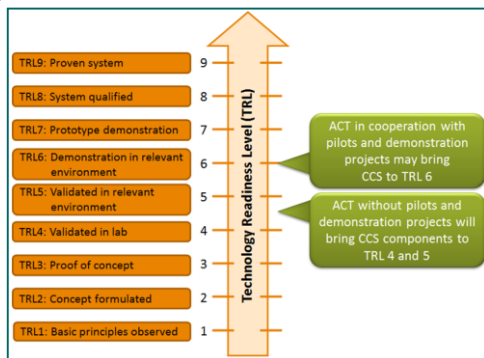 TRL9: Proven system
9
TRL8: System qualified
8
TRL7: Prototype demonstration
7
TRL6: Demonstration in relevant
environment
6
TRL5: Validated in relevant
environment
5
TRL4: Validated in lab
4
TRL3: Proof of concept
3
TRL2: Concept formulated
2
TRL1: Basic principles observed
1
Technology Readiness Level (TRL)
ACT in cooperation with
pilots and demonstration
projects may bring
CCS to TRL 6
ACT without pilots and
demonstration projects will
bring CCS components to
TRL 4 and 5